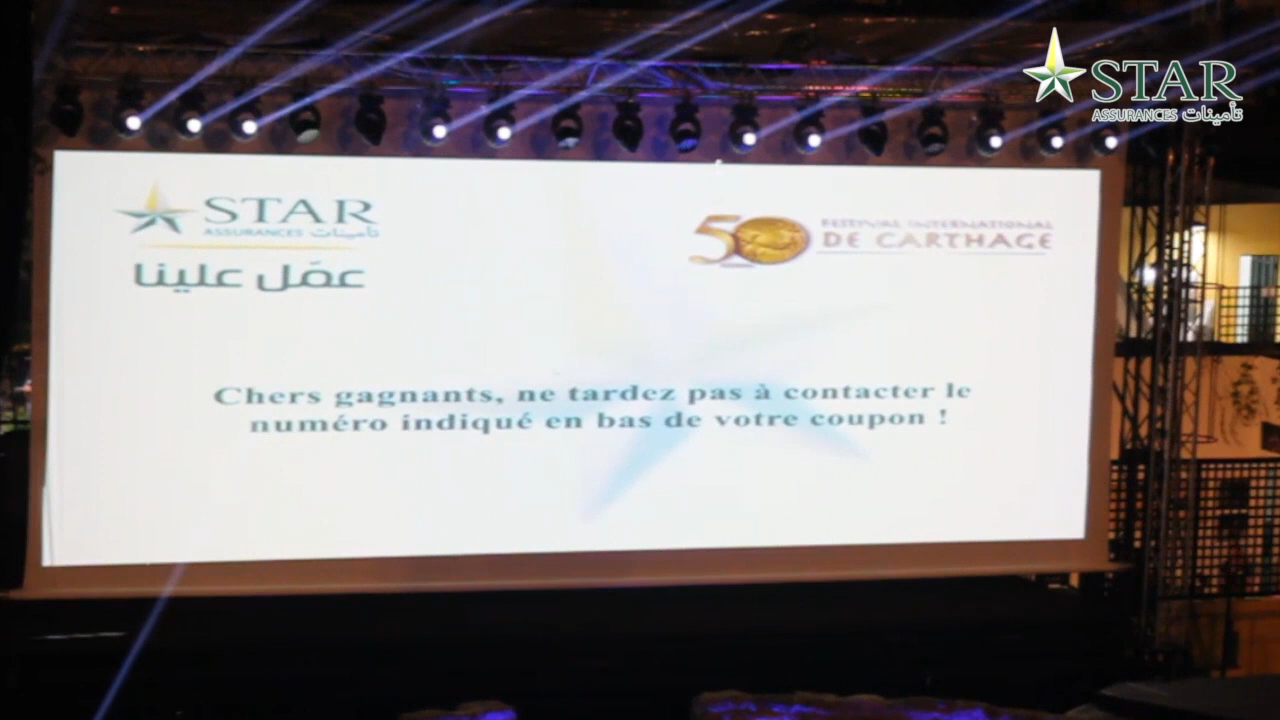 STAR
ASSURANCES تأمينات
STAR
ASSURANCES تأمينات
عمّل علينا
50 FESTIVAL INTERNATIONAL
DE CARTHAGE
Chers gagnants, ne tardez pas à contacter le
numéro indiqué en bas de votre coupon !